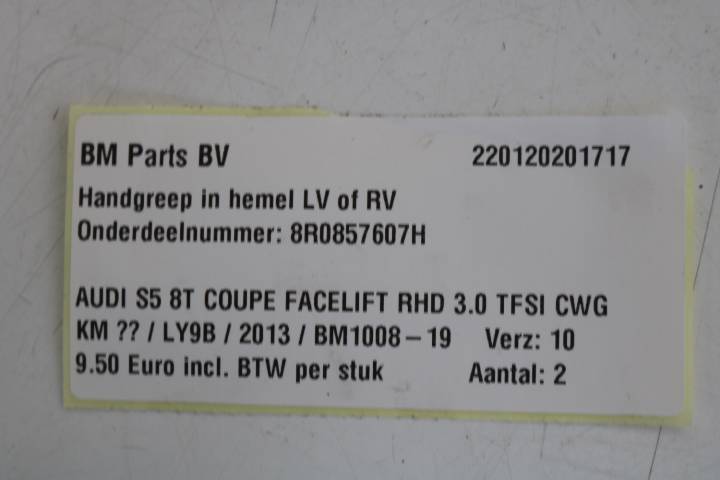 BM Parts BV 220120201717
Handgreep in hemel LV of RV
Onderdeelnummer: 8R0857607H
AUDI S5 8T COUPE FACELIFT RHD 3.0 TFSI CWG
KM ?? / LY9B / 2013 / BM1008-19 Verz: 10
9.50 Euro incl. BTW per stuk Aantal: 2